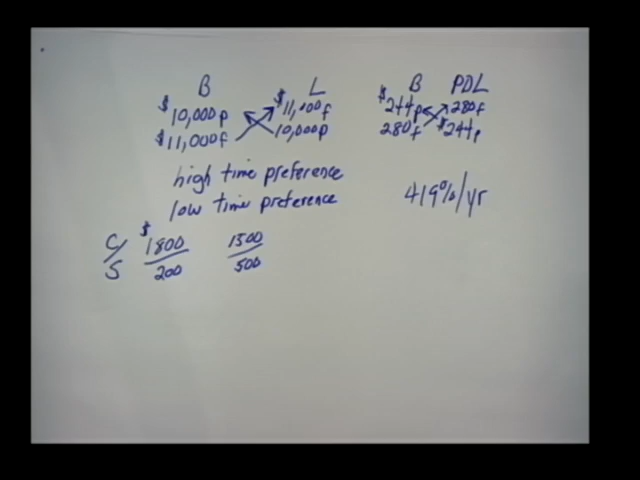 B L
$10,000p $11,000f
$11,000f 10,000p
high time preference
low time preference
C/S $1800/200 1500/500
B PDL
$244p 280f
280f $244p
419%/yr